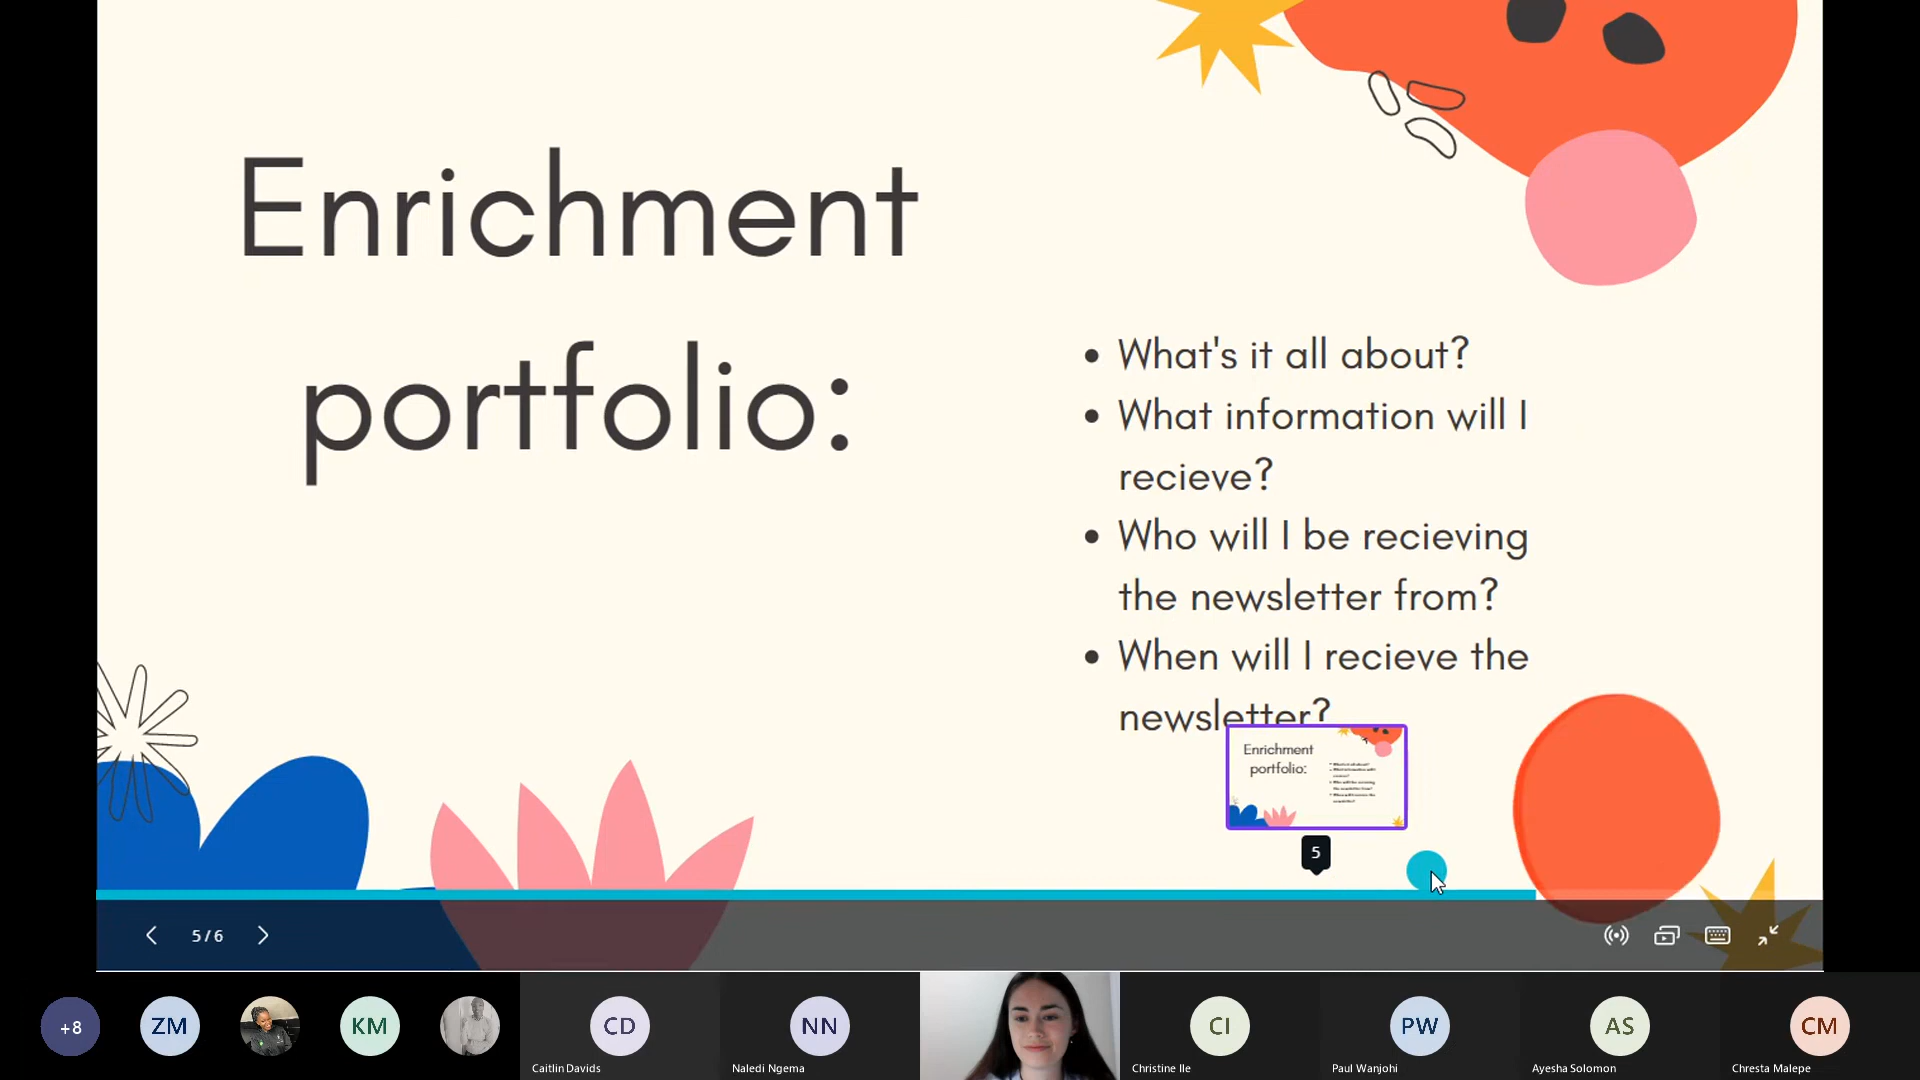 Enrichment
portfolio:
• What's it all about?
• What information will I
recieve?
• Who will I be recieving
the newsletter from?
• When will I recieve the
newsletter?
Enrichment
portfolio:
5
5/6
+8
ZM
KM
CD
NN
CI
PW
AS
CM
Caitlin Davids
Naledi Ngema
Christine Ile
Paul Wanjohi
Ayesha Solomon
Chresta Malepe